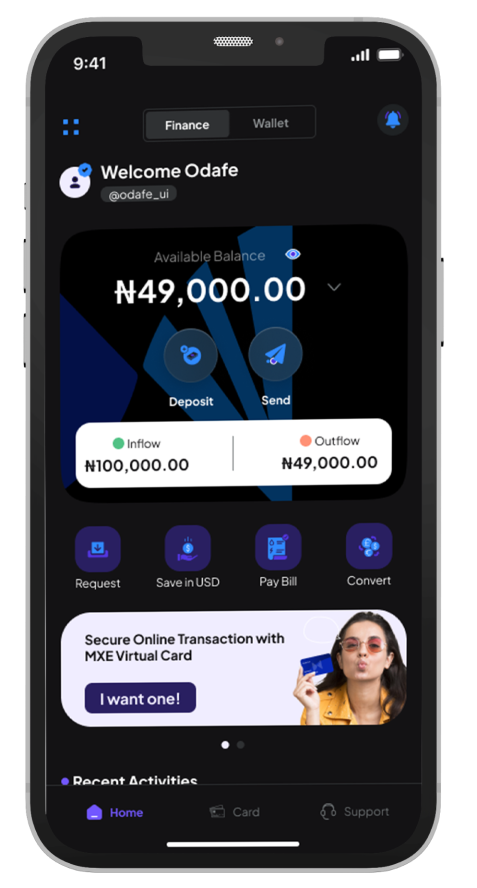 9:41
Finance
Wallet
Welcome Odafe
@odafe_ui
Available Balance
₦49,000.00
Deposit
Send
Inflow
Outflow
₦100,000.00
₦49,000.00
Request
Save in USD
Pay Bill
Convert
Secure Online Transaction with
MXE Virtual Card
I want one!
Recent Activities
Home
Card
Support